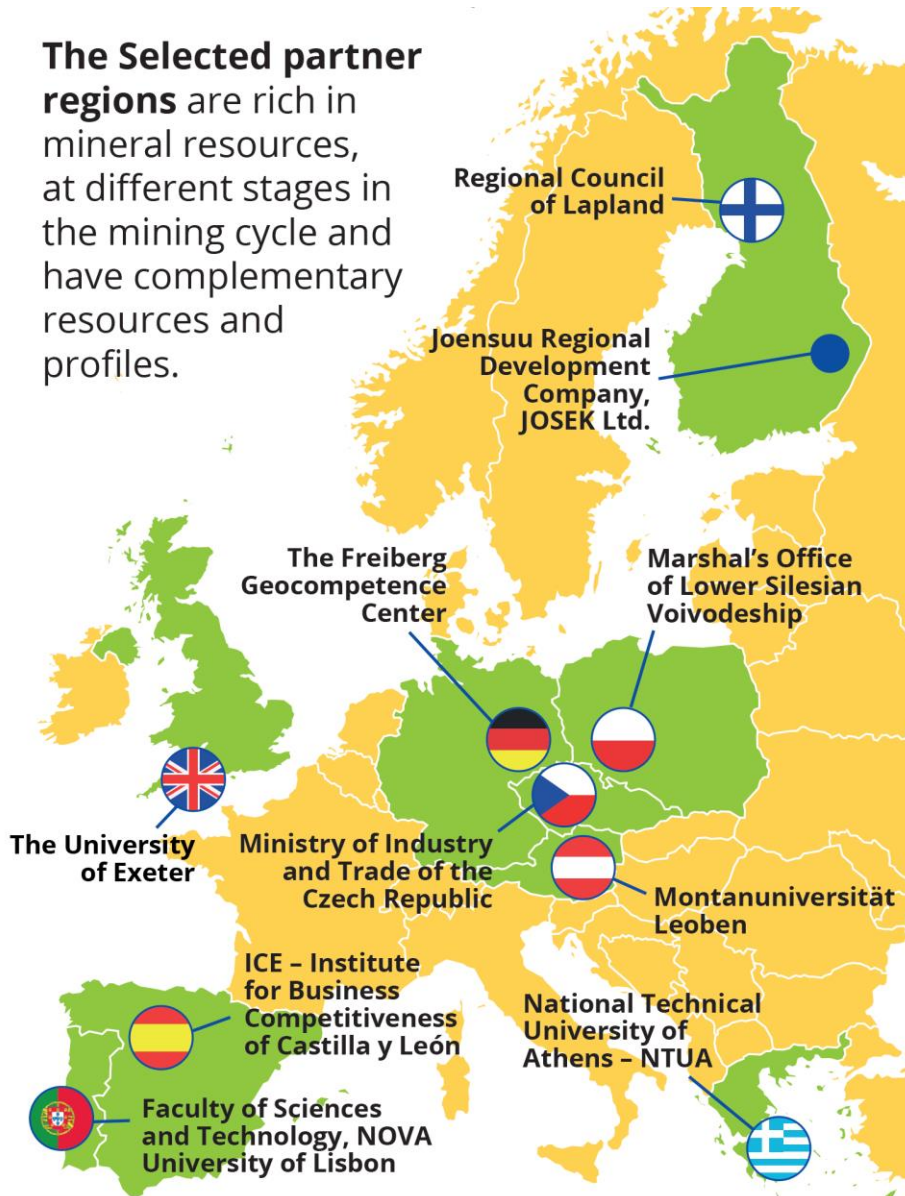 The Selected partner
regions are rich in
mineral resources,
at different stages in
the mining cycle and
have complementary
resources and
profiles.
Regional Council
of Lapland
Joensuu Regional
Development
Company,
JOSEK Ltd.
The Freiberg
Geocompetence
Center
Marshal's Office
of Lower Silesian
Voivodeship
The University
of Exeter
Ministry of Industry
and Trade of the
Czech Republic
Montanuniversität
Leoben
ICE – Institute
for Business
Competitiveness
of Castilla y León
National Technical
University of
Athens – NTUA
Faculty of Sciences
and Technology, NOVA
University of Lisbon